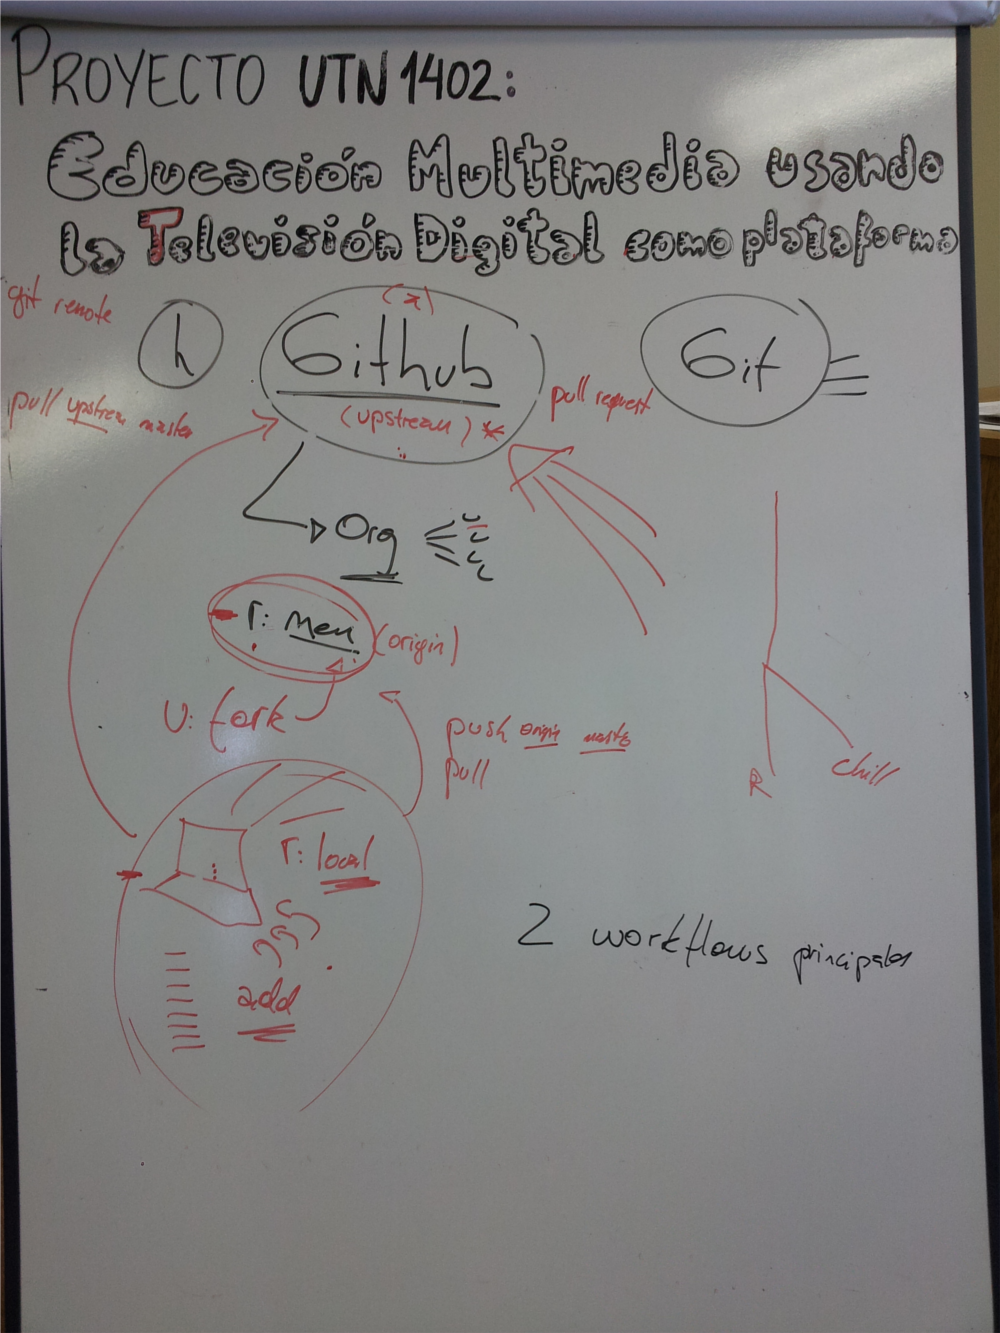 PROYECTO UTN 1402:
Educación Multimedia usando
la Televisión Digital como plataforma
git remote
h
(x)
Github
(upstream) *
Git
pull request
pull upstream master
Org
r: Men
(origin)
U: fork
push origin master
pull
R
chill
r: local
add
2 workflows principales